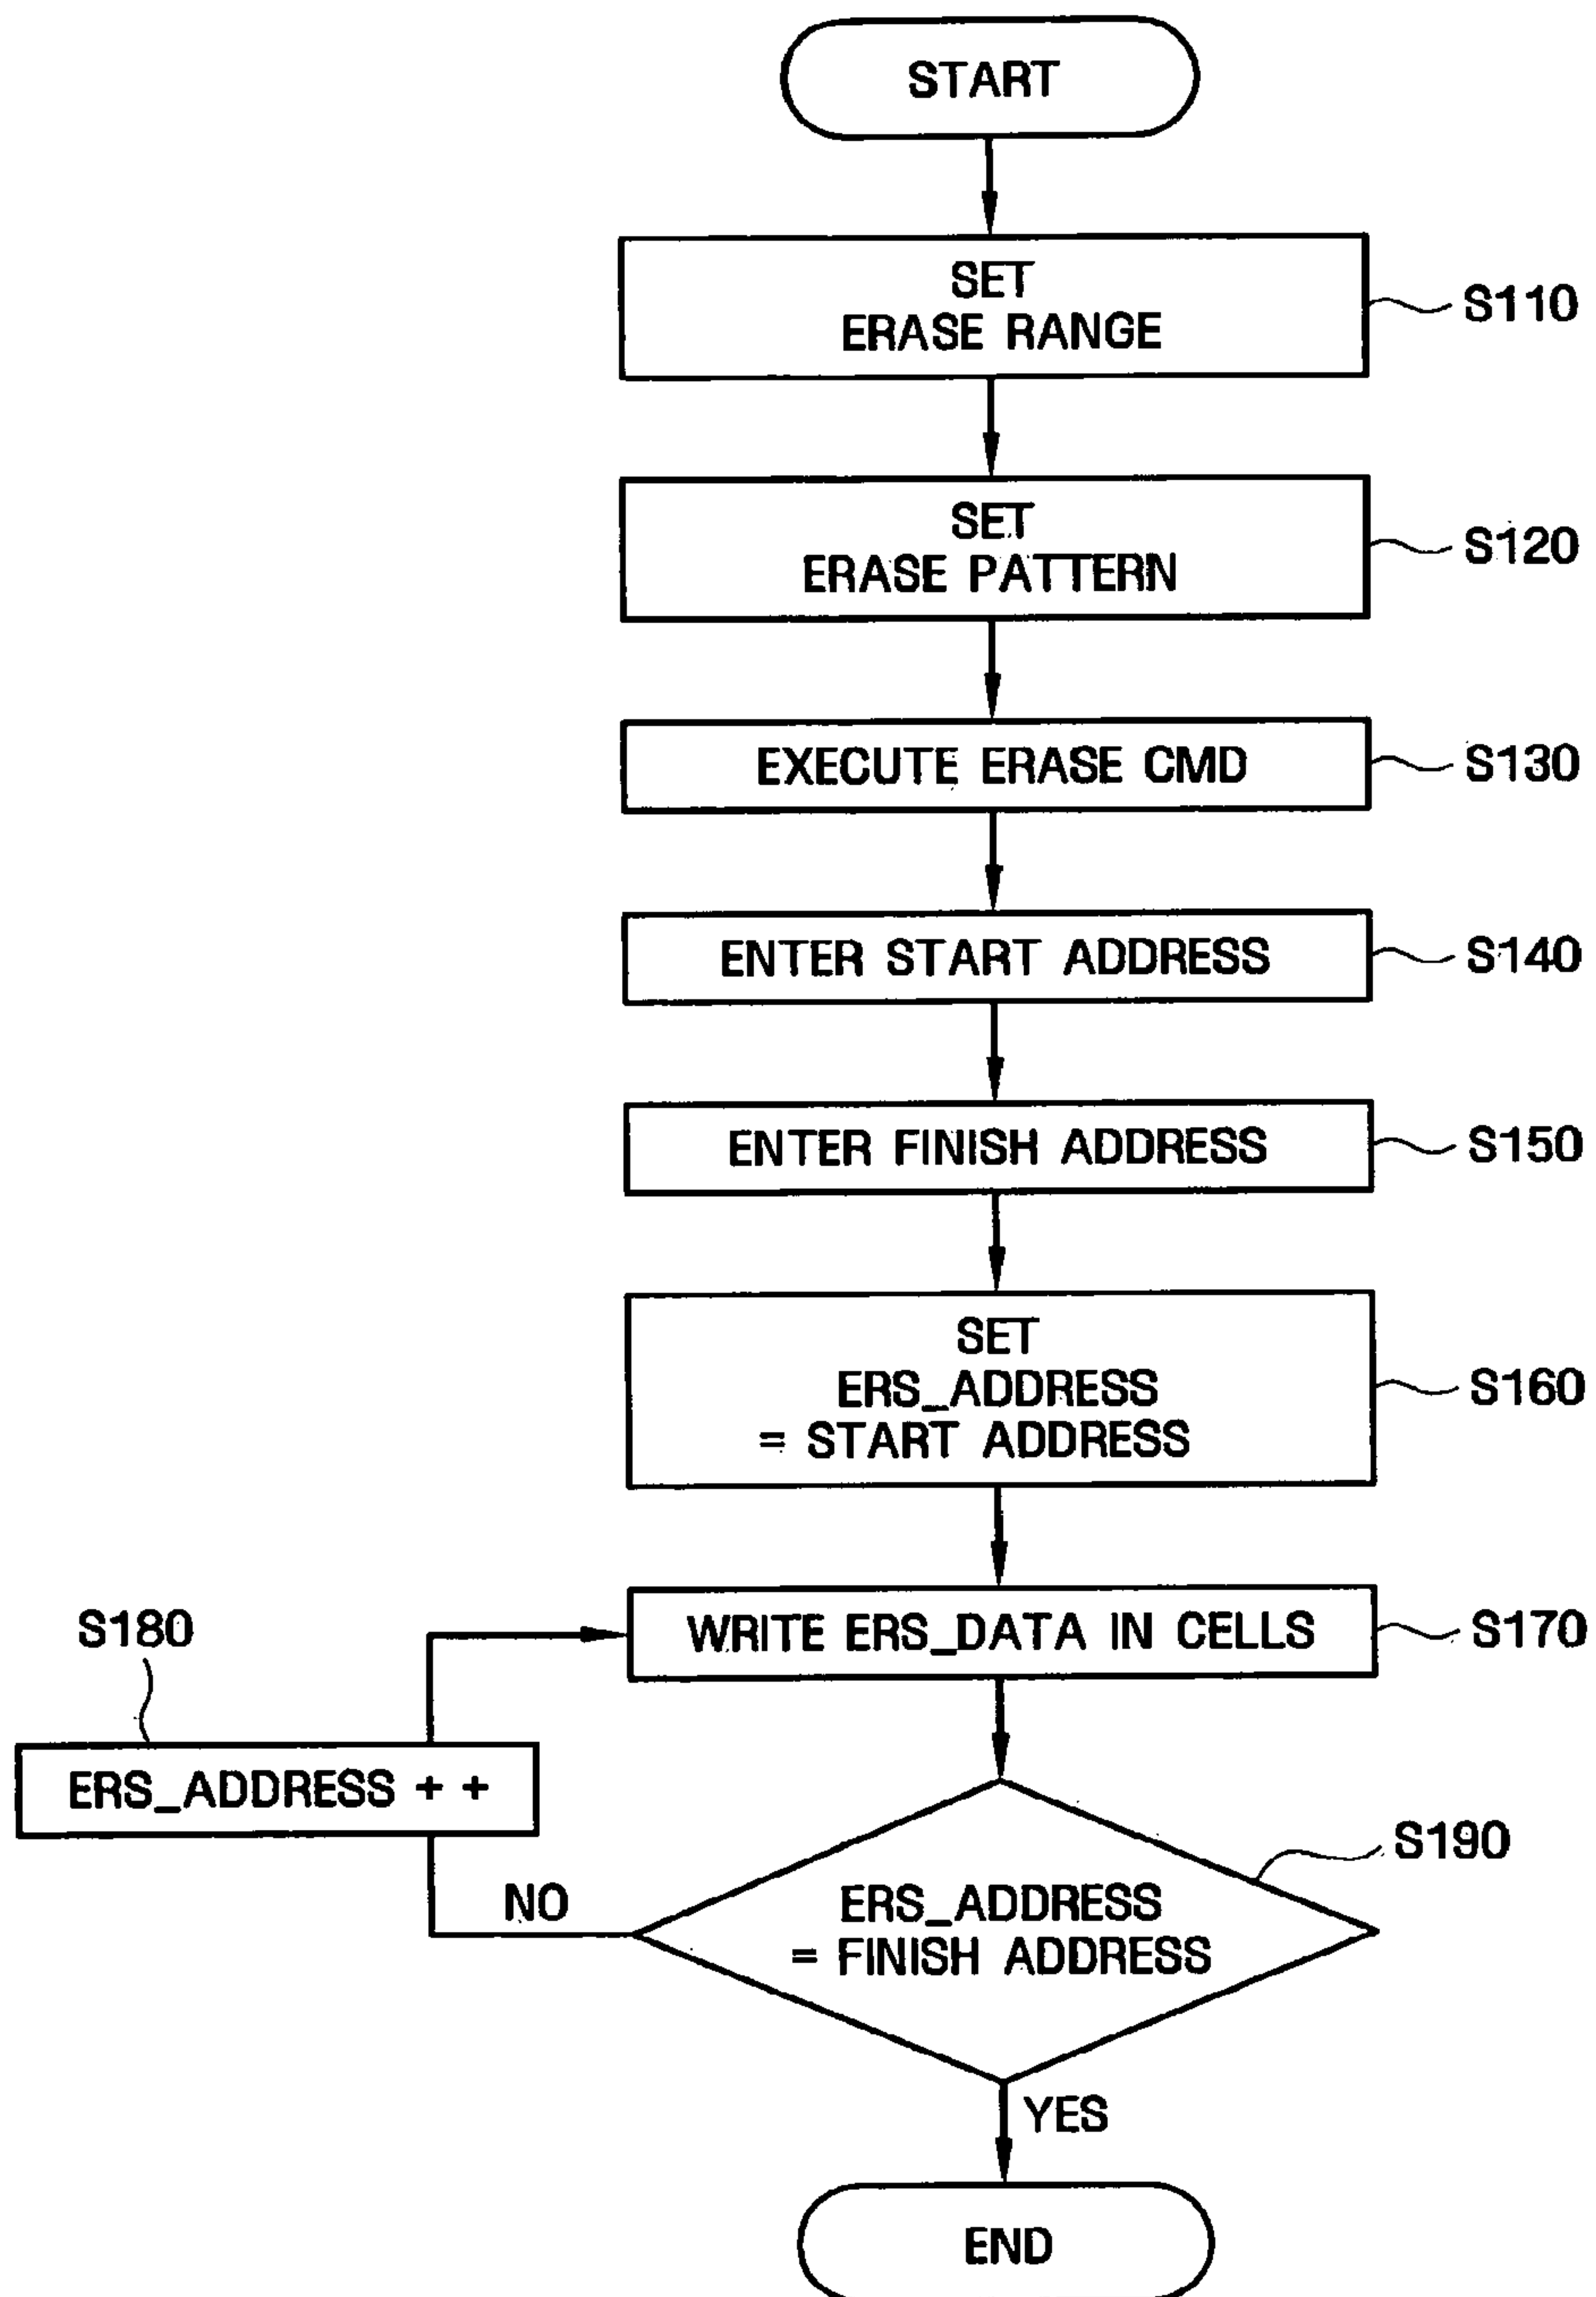 START
SET
ERASE RANGE
S110
SET
ERASE PATTERN
S120
EXECUTE ERASE CMD
S130
ENTER START ADDRESS
S140
ENTER FINISH ADDRESS
S150
SET
ERS_ADDRESS
= START ADDRESS
S160
S180
WRITE ERS_DATA IN CELLS
S170
ERS_ADDRESS + +
S190
NO
ERS_ADDRESS
= FINISH ADDRESS
YES
END